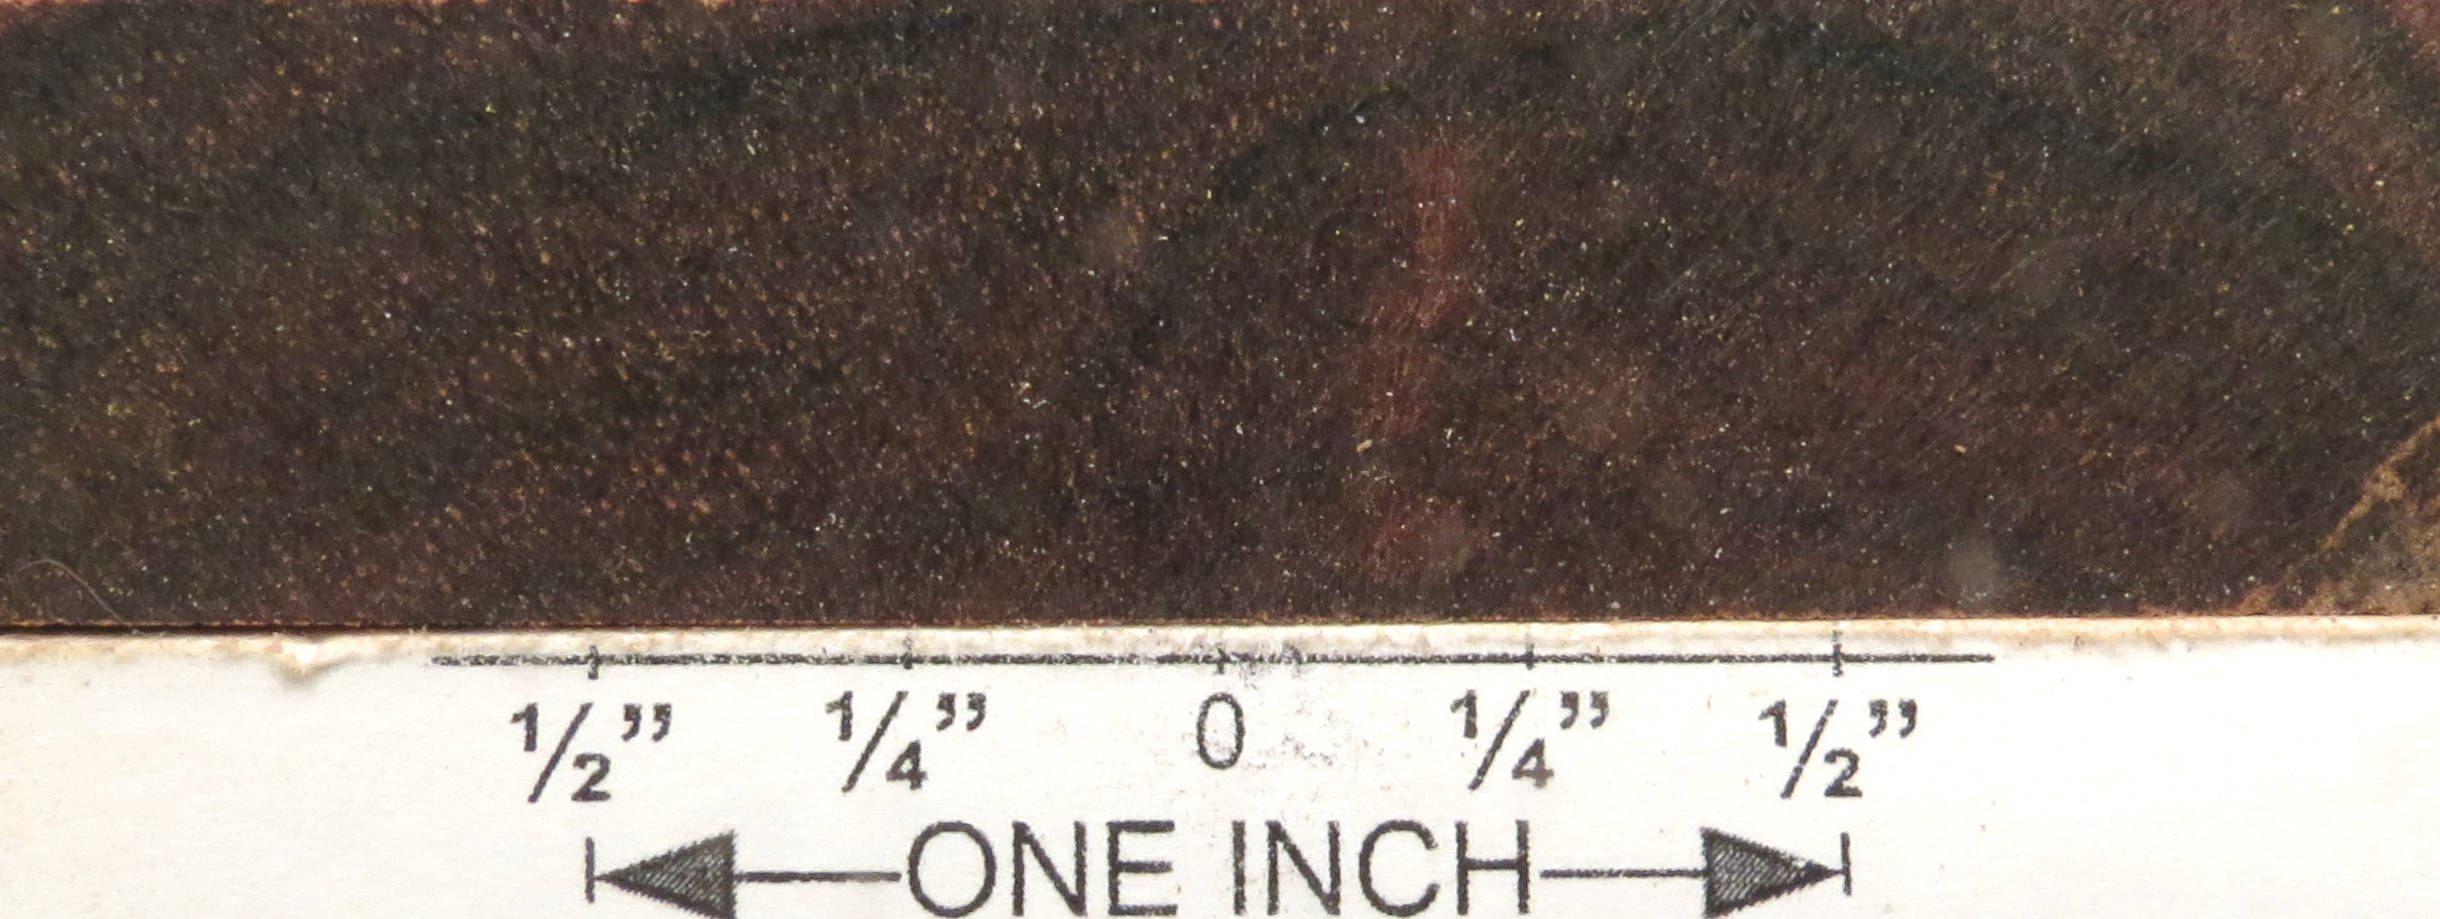 1/2” 1/4” 0 1/4” 1/2”
ONE INCH